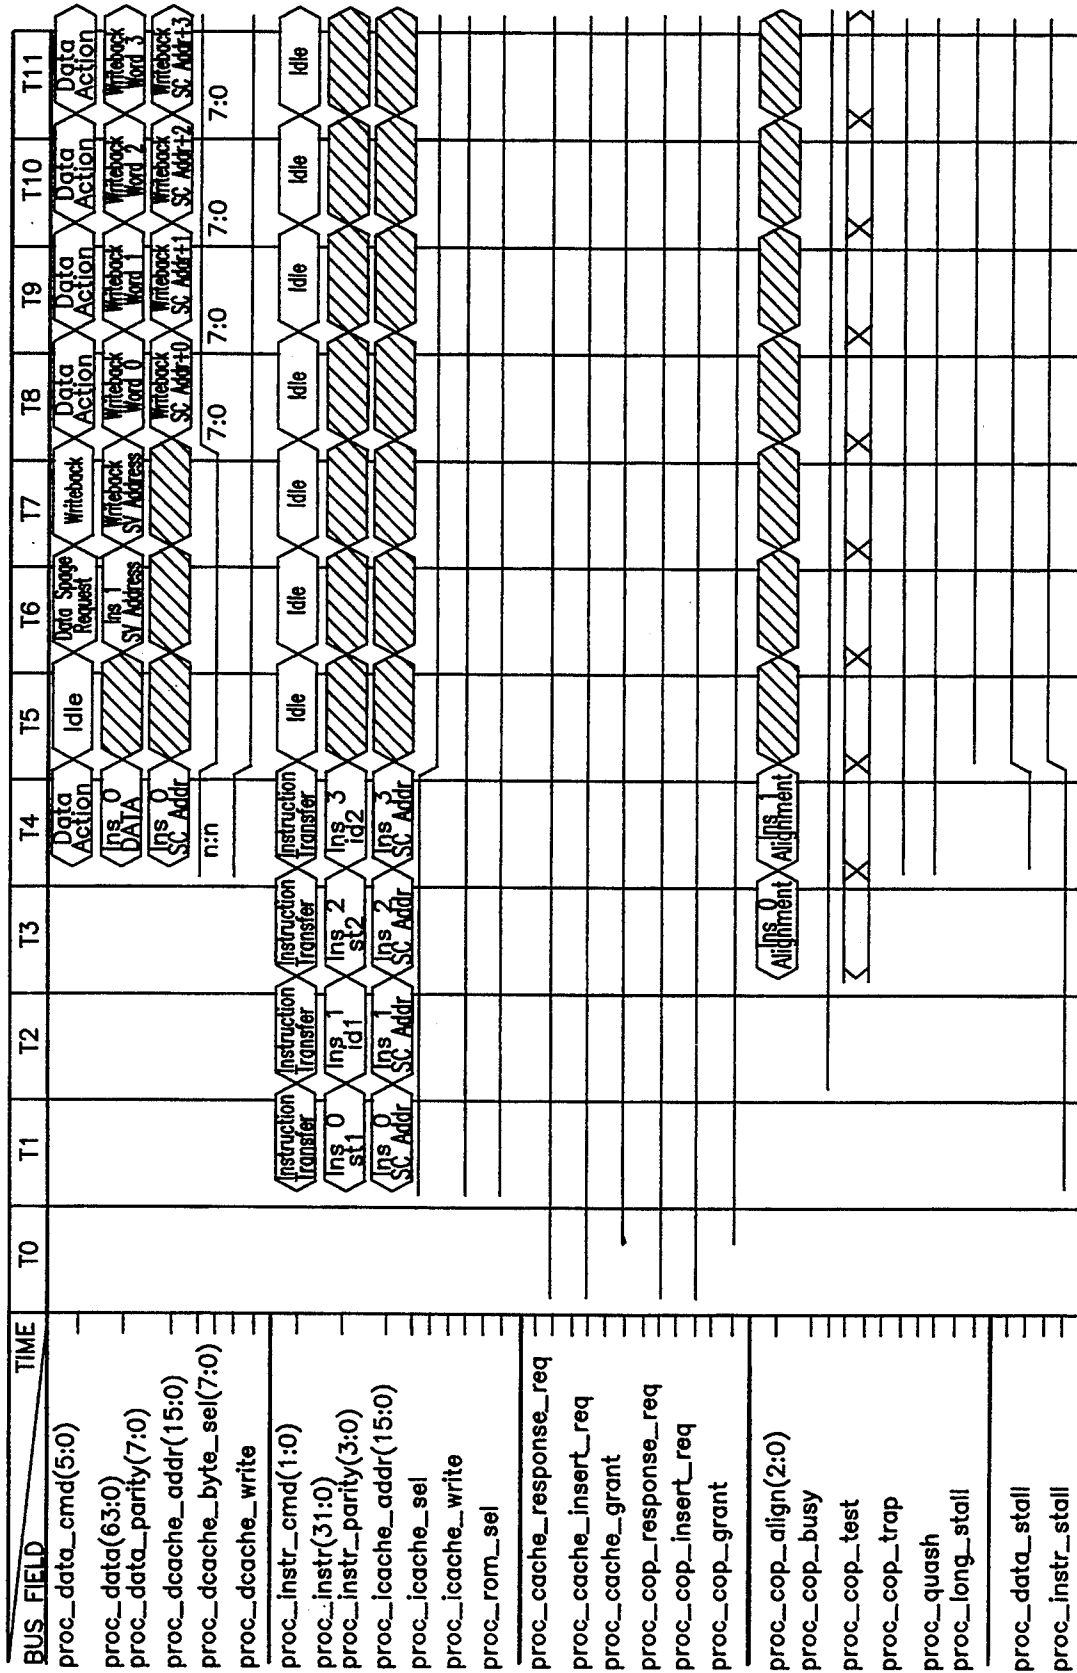 BUS FIELD TIME T0 T1 T2 T3 T4 T5 T6 T7 T8 T9 T10 T11
proc_data_cmd(5:0) Data Action Idle Data Spage Request Writeback Data Action Data Action Data Action Data Action
proc_data(63:0)
proc_data_parity(7:0) Ins 0 DATA Ins 1 SV Address Writeback SV Address Writeback Word 0 Writeback Word 1 Writeback Word 2 Writeback Word 3
proc_dcache_addr(15:0) Ins 0 SC Addr Writeback SC Addr+0 Writeback SC Addr+1 Writeback SC Addr+2 Writeback SC Addr+3
proc_dcache_byte_sel(7:0) n:n 7:0 7:0 7:0 7:0
proc_dcache_write
proc_instr_cmd(1:0) Instruction Transfer Instruction Transfer Instruction Transfer Instruction Transfer Idle Idle Idle Idle Idle Idle Idle
proc_instr(31:0)
proc_instr_parity(3:0) Ins 0 st1 Ins 1 id1 Ins 2 st2 Ins 3 id2
proc_icache_addr(15:0) Ins 0 SC Addr Ins 1 SC Addr Ins 2 SC Addr Ins 3 SC Addr
proc_icache_sel
proc_icache_write
proc_rom_sel
proc_cache_response_req
proc_cache_insert_req
proc_cache_grant
proc_cop_response_req
proc_cop_insert_req
proc_cop_grant
proc_cop_align(2:0) Ins 0 Alignment Ins 1 Alignment
proc_cop_busy
proc_cop_test
proc_cop_trap
proc_quash
proc_long_stall
proc_data_stall
proc_instr_stall